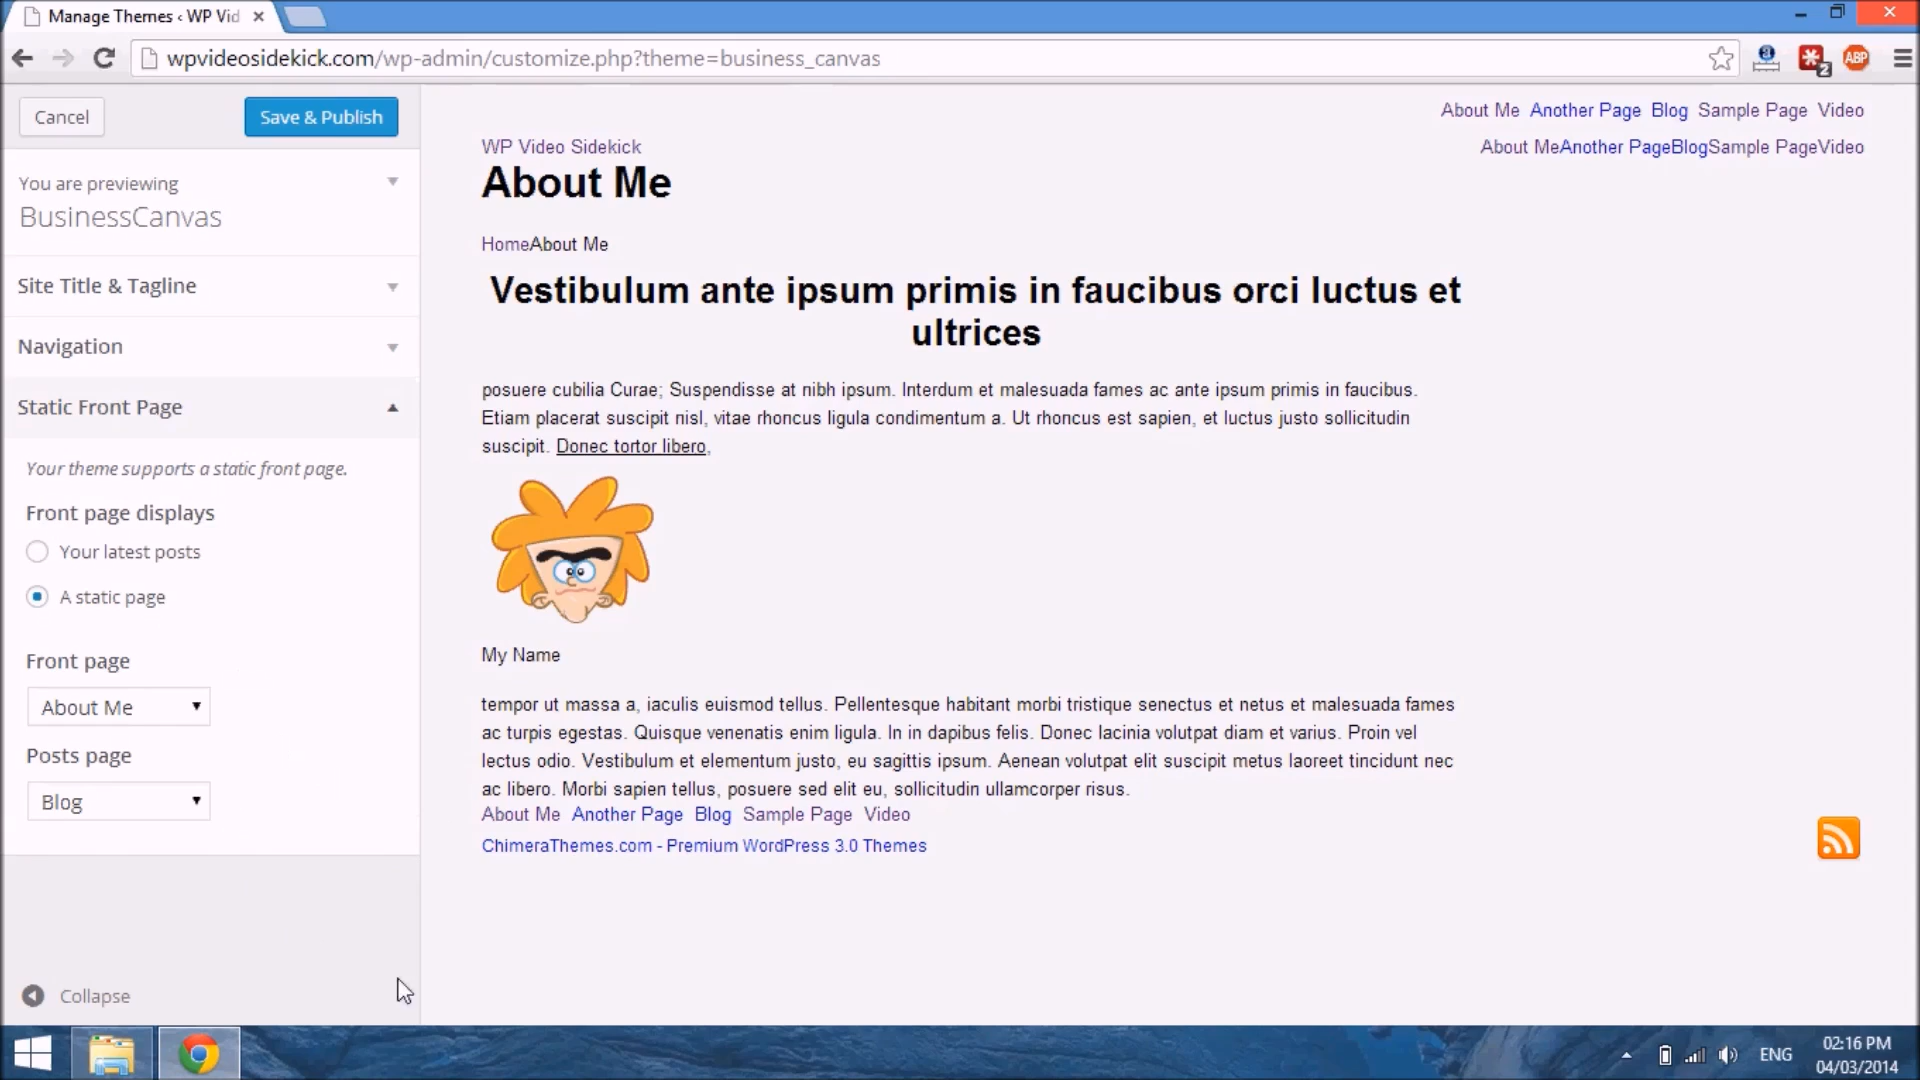 Manage Themes ‹ WP Vid
wpvideosidekick.com/wp-admin/customize.php?theme=business_canvas
2
ABP
Cancel
Save & Publish
You are previewing
BusinessCanvas
Site Title & Tagline
Navigation
Static Front Page
Your theme supports a static front page.
Front page displays
Your latest posts
A static page
Front page
About Me
Posts page
Blog
Collapse
About Me Another Page Blog Sample Page Video
WP Video Sidekick
About MeAnother PageBlogSample PageVideo
About Me
HomeAbout Me
Vestibulum ante ipsum primis in faucibus orci luctus et
ultrices
posuere cubilia Curae; Suspendisse at nibh ipsum. Interdum et malesuada fames ac ante ipsum primis in faucibus.
Etiam placerat suscipit nisl, vitae rhoncus ligula condimentum a. Ut rhoncus est sapien, et luctus justo sollicitudin
suscipit. Donec tortor libero,
My Name
tempor ut massa a, iaculis euismod tellus. Pellentesque habitant morbi tristique senectus et netus et malesuada fames
ac turpis egestas. Quisque venenatis enim ligula. In in dapibus felis. Donec lacinia volutpat diam et varius. Proin vel
lectus odio. Vestibulum et elementum justo, eu sagittis ipsum. Aenean volutpat elit suscipit metus laoreet tincidunt nec
ac libero. Morbi sapien tellus, posuere sed elit eu, sollicitudin ullamcorper risus.
About Me Another Page Blog Sample Page Video
ChimeraThemes.com - Premium WordPress 3.0 Themes
ENG
02:16 PM
04/03/2014